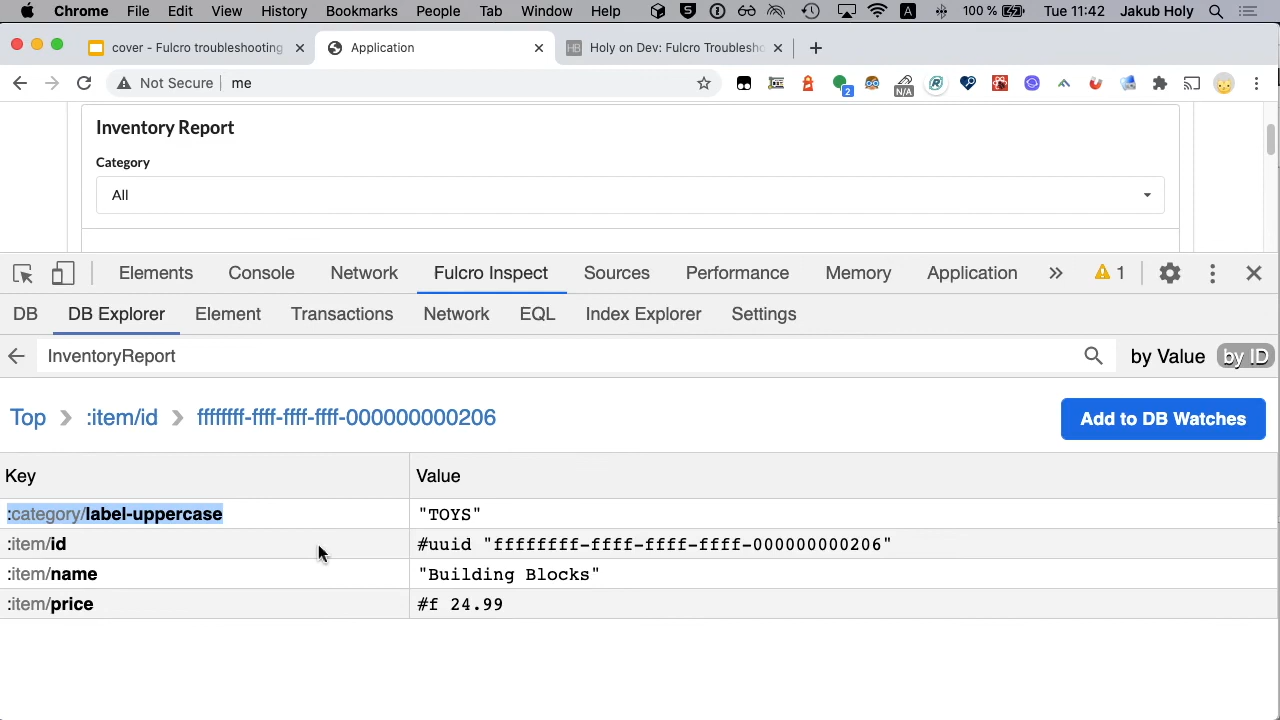 Chrome File Edit View History Bookmarks People Tab Window Help 100 % Tue 11:42 Jakub Holy
cover - Fulcro troubleshooting Application Holy on Dev: Fulcro Troublesho
Not Secure me
2 N/A
Inventory Report
Category
All
Elements Console Network Fulcro Inspect Sources Performance Memory Application » 1
DB DB Explorer Element Transactions Network EQL Index Explorer Settings
InventoryReport by Value by ID
Top :item/id ffffffff-ffff-ffff-ffff-000000000206 Add to DB Watches
Key Value
:category/label-uppercase "TOYS"
:item/id #uuid "ffffffff-ffff-ffff-ffff-000000000206"
:item/name "Building Blocks"
:item/price #f 24.99